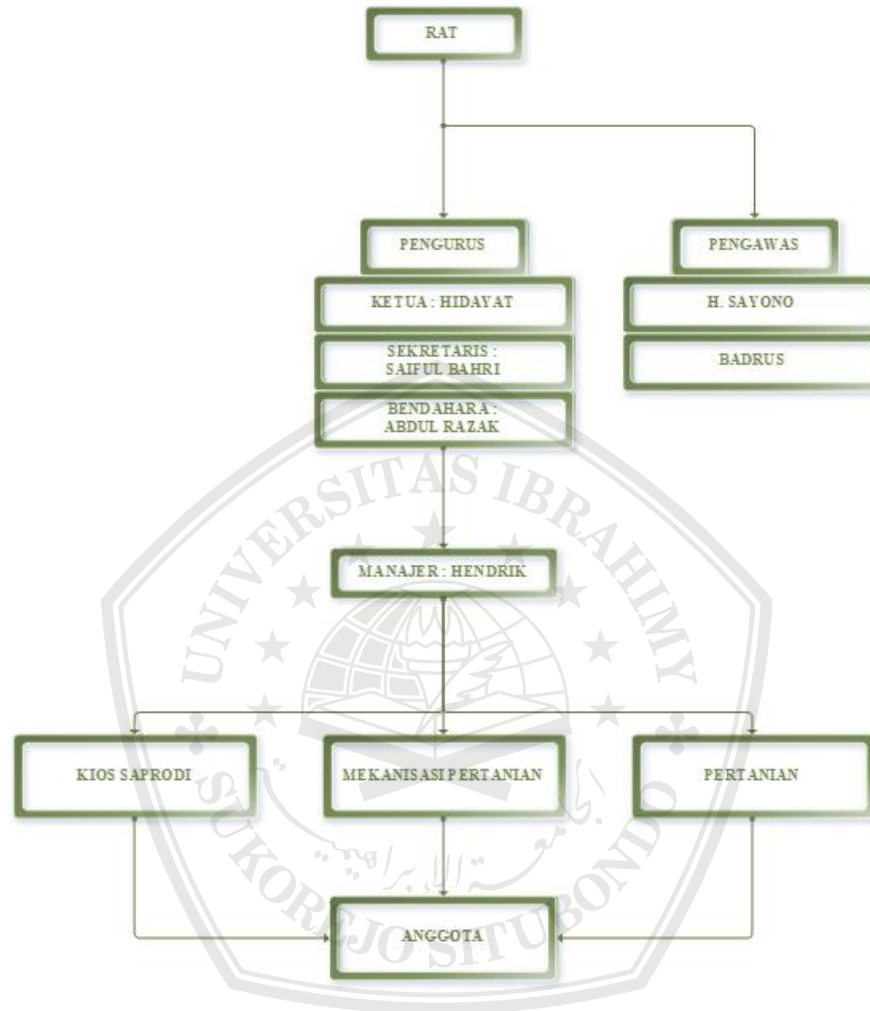 RAT
PENGURUS
PENGAWAS
KETUA : HIDAYAT
H. SAYONO
SEKRETARIS :
SAIFUL BAHRI
BADRUS
BENDAHARA :
ABDUL RAZAK
MANAJER : HENDRIK
KIOS SAPRODI
MEKANISASI PERTANIAN
PERTANIAN
ANGGOTA
UNIVERSITAS IBRAHIMY
SUKOREJO SITUBONDO